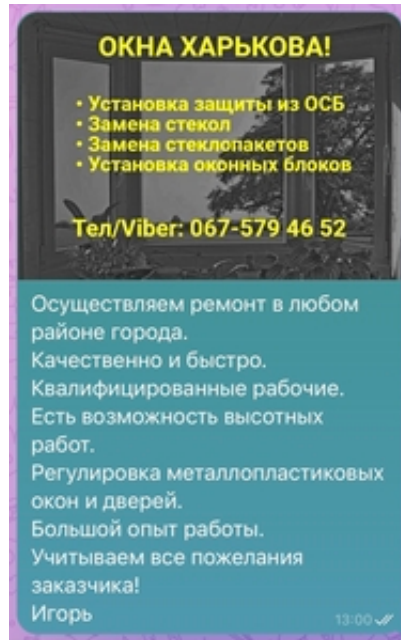 ОКНА ХАРЬКОВА!
• Установка защиты из ОСБ
• Замена стекол
• Замена стеклопакетов
• Установка оконных блоков
Тел/Viber: 067-579 46 52
Осуществляем ремонт в любом
районе города.
Качественно и быстро.
Квалифицированные рабочие.
Есть возможность высотных
работ.
Регулировка металлопластиковых
окон и дверей.
Большой опыт работы.
Учитываем все пожелания
заказчика!
Игорь
13:00